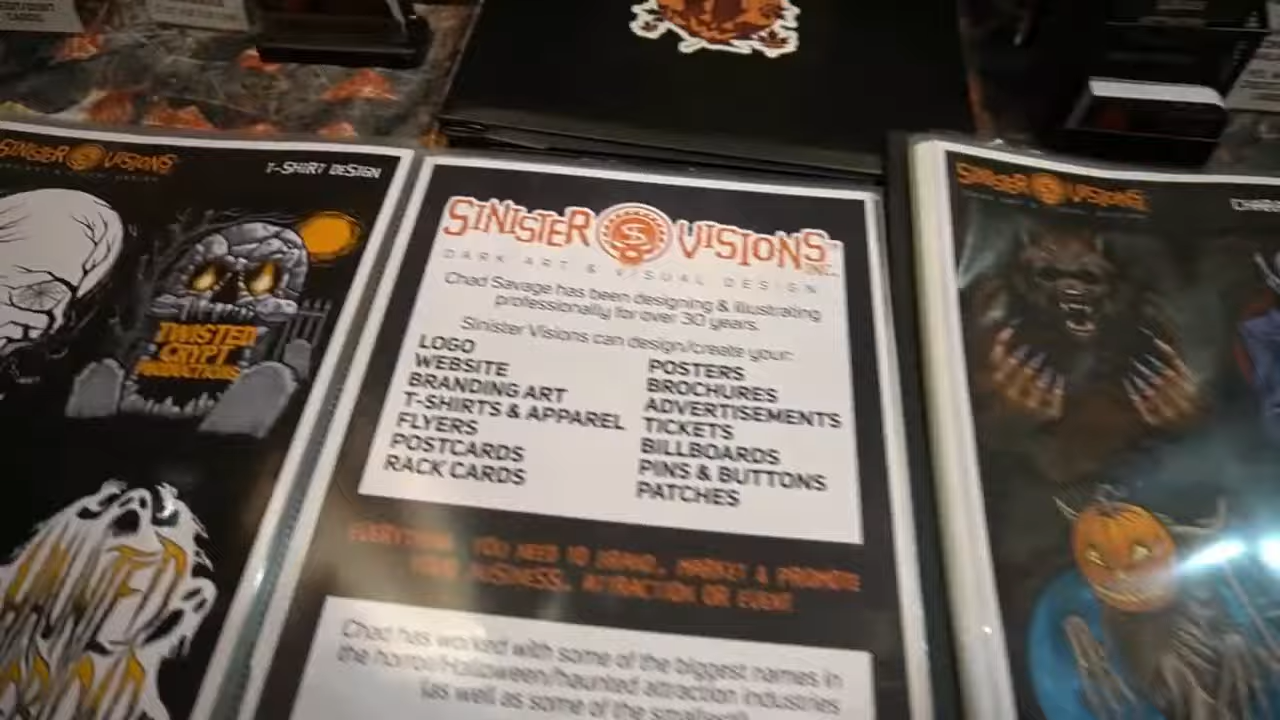 SINISTER VISIONS
T-SHIRT DESIGN
TWISTED
CRYPT
PRODUCTIONS
SINISTER S VISIONS INC.
DARK ART & VISUAL DESIGN
Chad Savage has been designing & illustrating
professionally for over 30 years.
Sinister Visions can design/create your:
LOGO
WEBSITE
BRANDING ART
T-SHIRTS & APPAREL
FLYERS
POSTCARDS
RACK CARDS
POSTERS
BROCHURES
ADVERTISEMENTS
TICKETS
BILLBOARDS
PINS & BUTTONS
PATCHES
EVERYTHING YOU NEED TO BRAND, MARKET & PROMOTE
YOUR BUSINESS, ATTRACTION OR EVENT
Chad has worked with some of the biggest names in
the horror/Halloween/haunted attraction industries
(as well as some of the smallest)
SINISTER S VISIONS